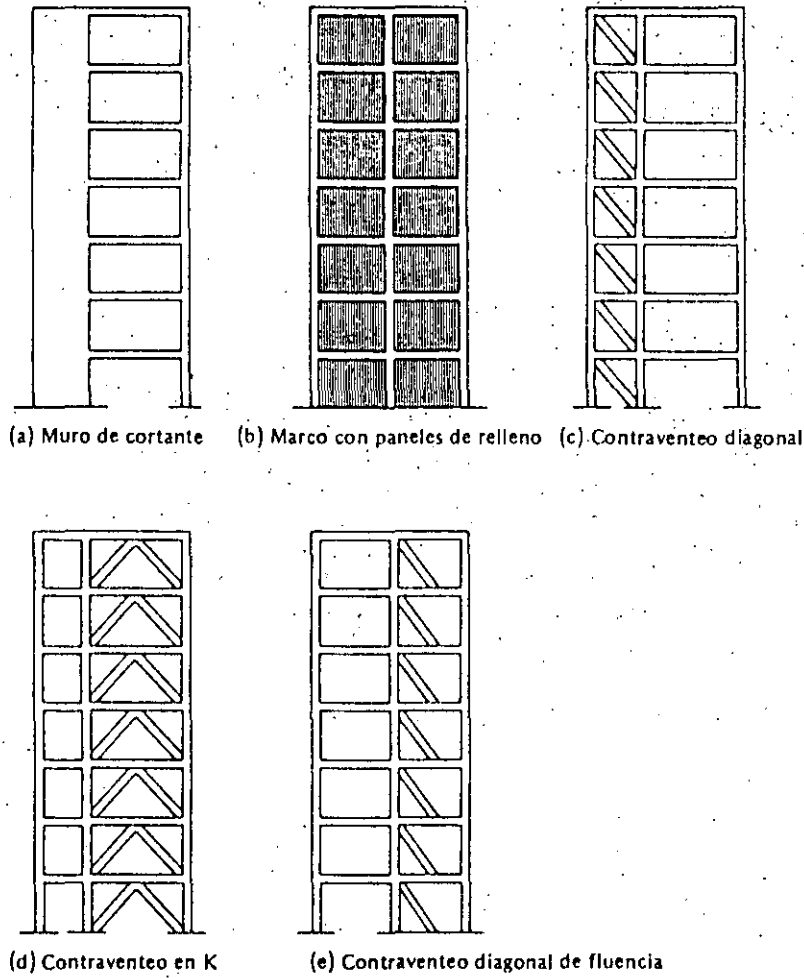 (a) Muro de cortante
(b) Marco con paneles de relleno
(c) Contraventeo diagonal
(d) Contraventeo en K
(e) Contraventeo diagonal de fluencia